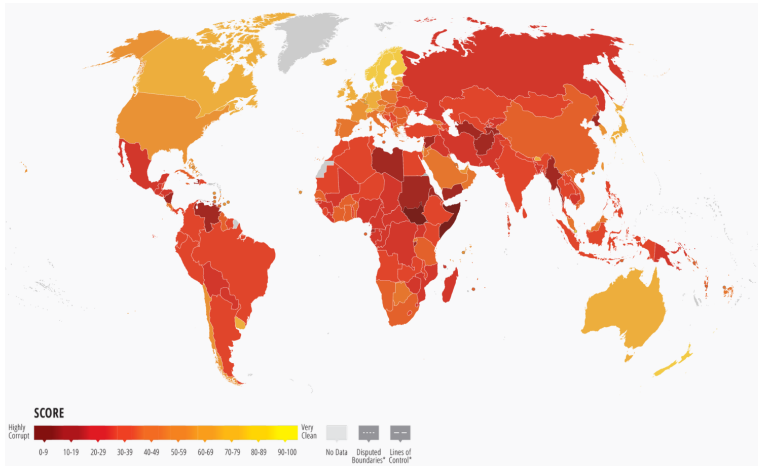 SCORE
Highly Corrupt
Very Clean
0-9 10-19 20-29 30-39 40-49 50-59 60-69 70-79 80-89 90-100
No Data
Disputed Boundaries*
Lines of Control*